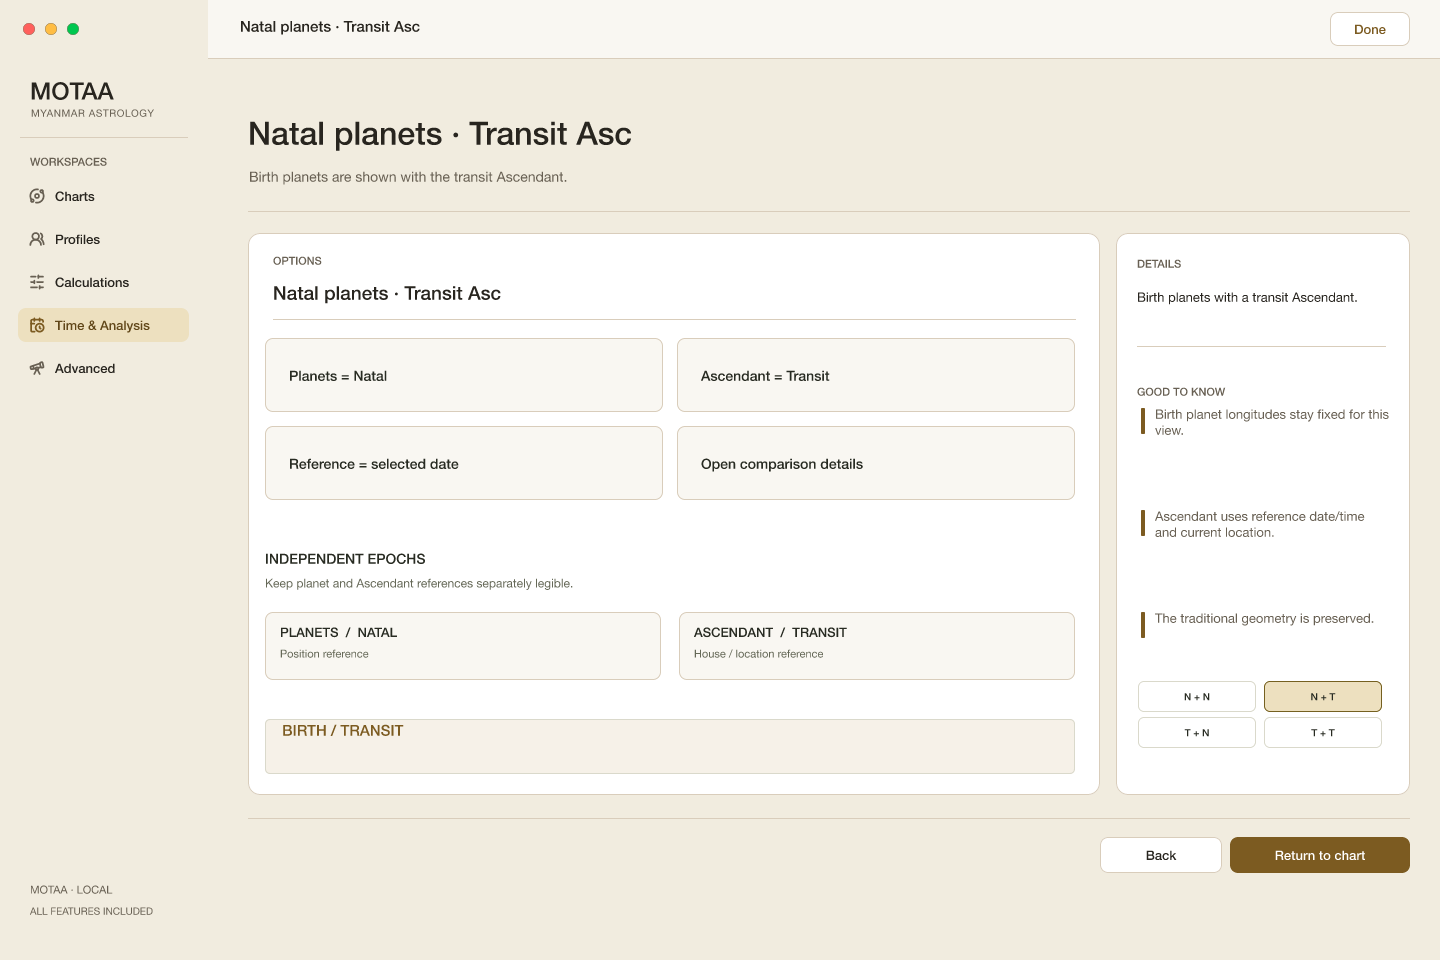 Natal planets · Transit Asc
Done
MOTAA
MYANMAR ASTROLOGY
WORKSPACES
Charts
Profiles
Calculations
Time & Analysis
Advanced
MOTAA · LOCAL
ALL FEATURES INCLUDED
Natal planets · Transit Asc
Birth planets are shown with the transit Ascendant.
OPTIONS
Natal planets · Transit Asc
Planets = Natal
Ascendant = Transit
Reference = selected date
Open comparison details
INDEPENDENT EPOCHS
Keep planet and Ascendant references separately legible.
PLANETS / NATAL
Position reference
ASCENDANT / TRANSIT
House / location reference
BIRTH / TRANSIT
DETAILS
Birth planets with a transit Ascendant.
GOOD TO KNOW
Birth planet longitudes stay fixed for this
view.
Ascendant uses reference date/time
and current location.
The traditional geometry is preserved.
N + N
N + T
T + N
T + T
Back
Return to chart